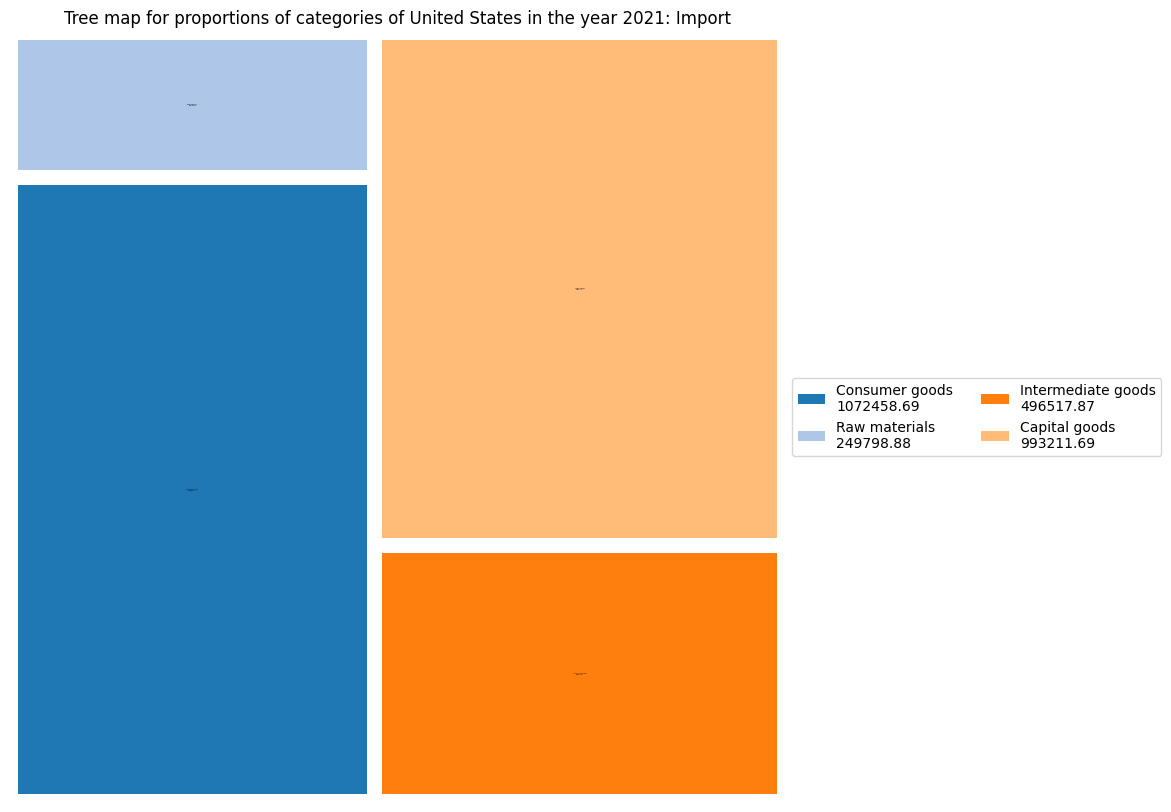 Tree map for proportions of categories of United States in the year 2021: Import
Consumer goods
1072458.69
Raw materials
249798.88
Intermediate goods
496517.87
Capital goods
993211.69